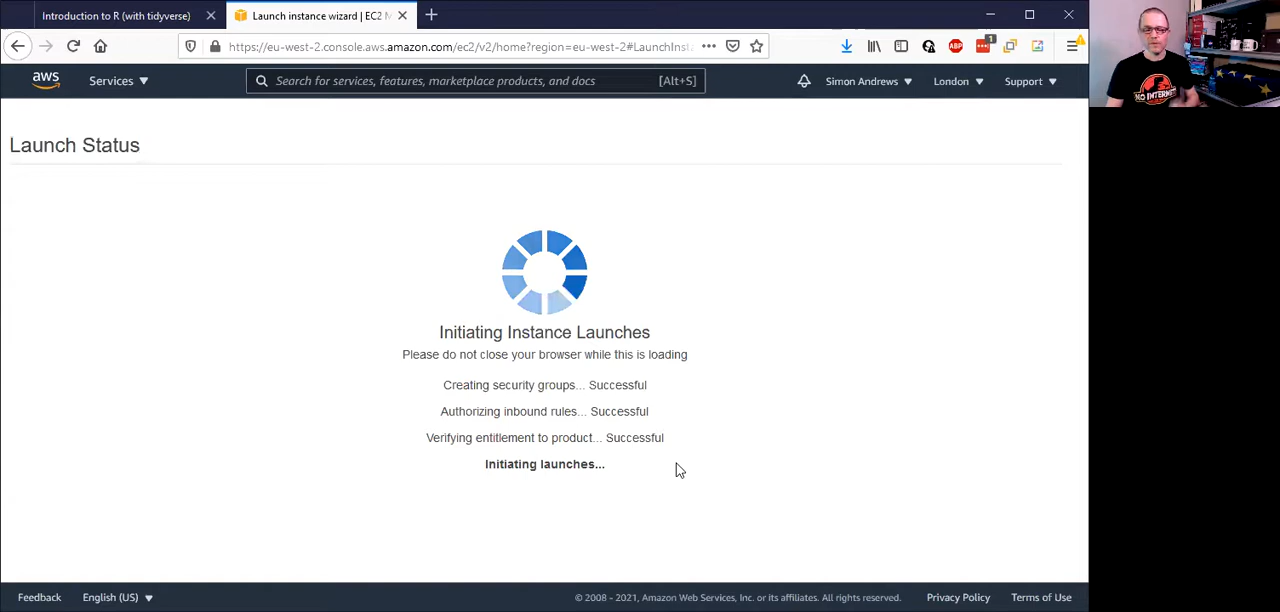 Introduction to R (with tidyverse)
Launch instance wizard | EC2 M
https://eu-west-2.console.aws.amazon.com/ec2/v2/home?region=eu-west-2#LaunchInst
ABP
1
aws
Services
Search for services, features, marketplace products, and docs
[Alt+S]
Simon Andrews
London
Support
NO INTERNET
Launch Status
Initiating Instance Launches
Please do not close your browser while this is loading
Creating security groups... Successful
Authorizing inbound rules... Successful
Verifying entitlement to product... Successful
Initiating launches...
Feedback
English (US)
© 2008 - 2021, Amazon Web Services, Inc. or its affiliates. All rights reserved.
Privacy Policy
Terms of Use